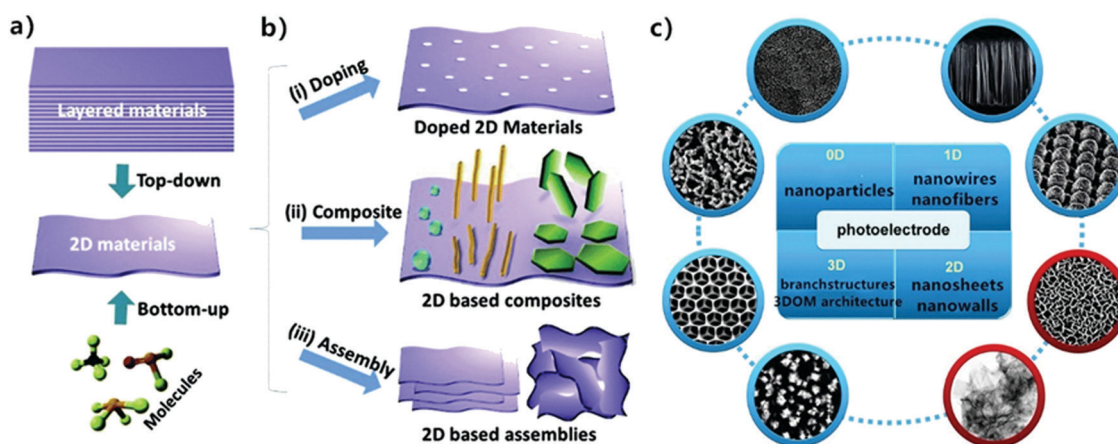 a)
Layered materials
Top-down
2D materials
Bottom-up
Molecules
b)
(i) Doping
Doped 2D Materials
(ii) Composite
2D based composites
(iii) Assembly
2D based assemblies
c)
0D
nanoparticles
1D
nanowires
nanofibers
photoelectrode
3D
branchstructures
3DOM architecture
2D
nanosheets
nanowalls